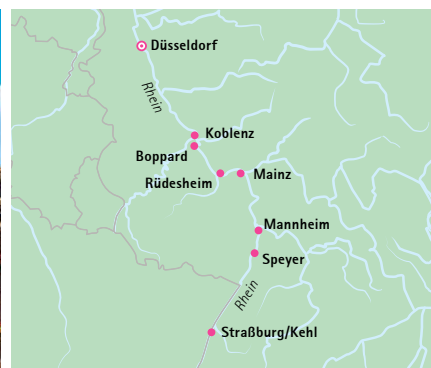 Düsseldorf
Rhein
Koblenz
Boppard
Rüdesheim
Mainz
Mannheim
Speyer
Rhein
Straßburg/Kehl